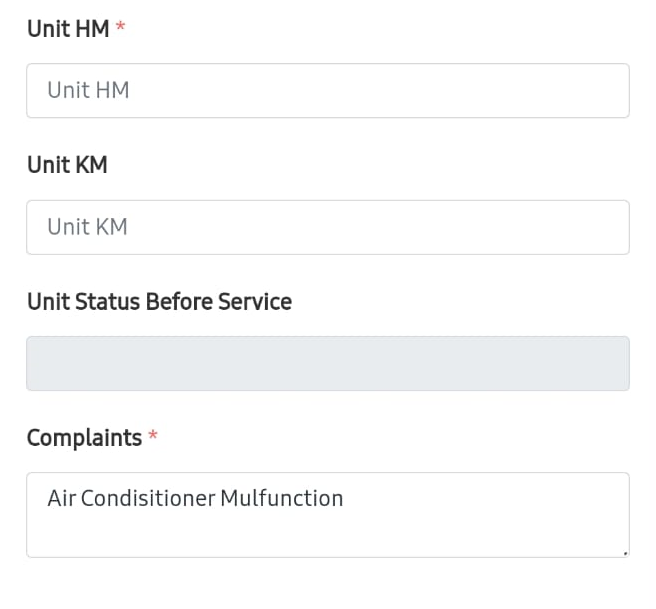 Unit HM *
Unit HM
Unit KM
Unit KM
Unit Status Before Service
Complaints *
Air Condisitioner Mulfunction